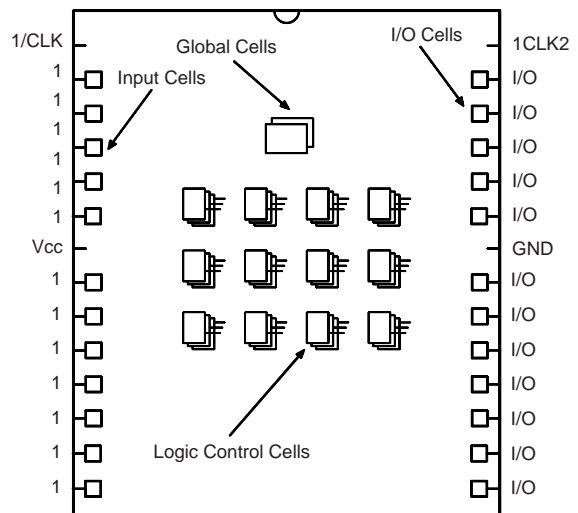 1/CLK
1
1
1
1
1
1
Vcc
1
1
1
1
1
1
1
Global Cells
Input Cells
I/O Cells
Logic Control Cells
1CLK2
I/O
I/O
I/O
I/O
I/O
GND
I/O
I/O
I/O
I/O
I/O
I/O
I/O